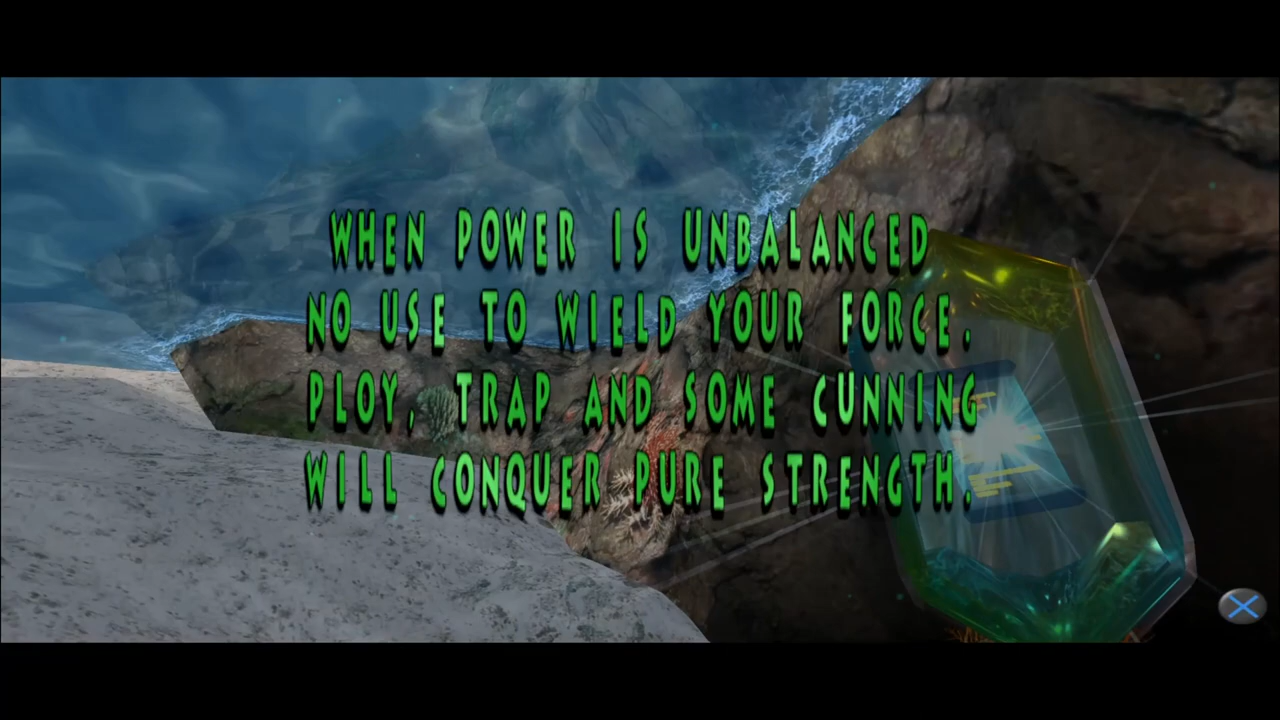 WHEN POWER IS UNBALANCED
NO USE TO WIELD YOUR FORCE.
PLOY, TRAP AND SOME CUNNING
WILL CONQUER PURE STRENGTH.